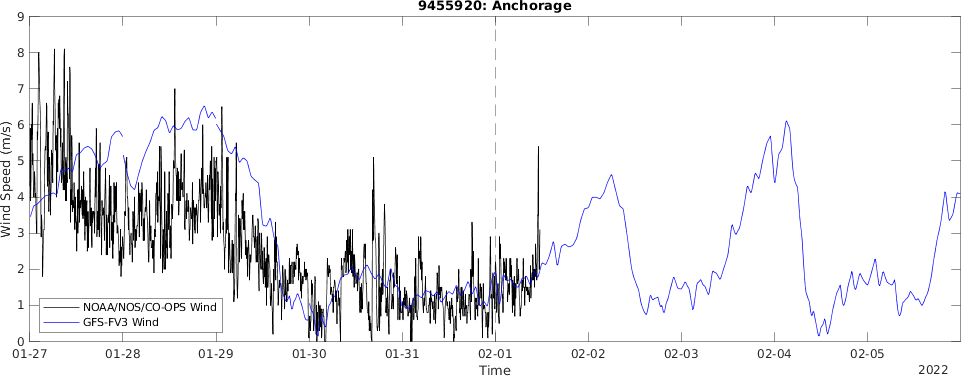 9455920: Anchorage
Wind Speed (m/s)
9
8
7
6
5
4
3
2
1
0
NOAA/NOS/CO-OPS Wind
GFS-FV3 Wind
01-27 01-28 01-29 01-30 01-31 02-01 02-02 02-03 02-04 02-05
Time
2022